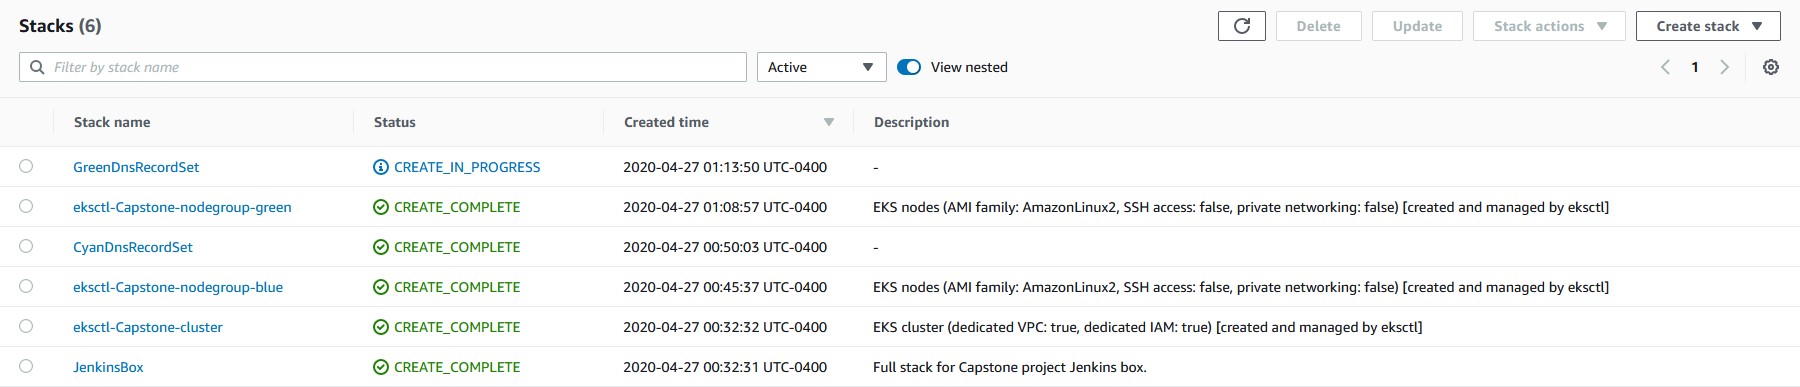 Stacks (6) Delete Update Stack actions Create stack
Filter by stack name Active View nested 1
Stack name Status Created time Description
GreenDnsRecordSet CREATE_IN_PROGRESS 2020-04-27 01:13:50 UTC-0400 -
eksctl-Capstone-nodegroup-green CREATE_COMPLETE 2020-04-27 01:08:57 UTC-0400 EKS nodes (AMI family: AmazonLinux2, SSH access: false, private networking: false) [created and managed by eksctl]
CyanDnsRecordSet CREATE_COMPLETE 2020-04-27 00:50:03 UTC-0400 -
eksctl-Capstone-nodegroup-blue CREATE_COMPLETE 2020-04-27 00:45:37 UTC-0400 EKS nodes (AMI family: AmazonLinux2, SSH access: false, private networking: false) [created and managed by eksctl]
eksctl-Capstone-cluster CREATE_COMPLETE 2020-04-27 00:32:32 UTC-0400 EKS cluster (dedicated VPC: true, dedicated IAM: true) [created and managed by eksctl]
JenkinsBox CREATE_COMPLETE 2020-04-27 00:32:31 UTC-0400 Full stack for Capstone project Jenkins box.